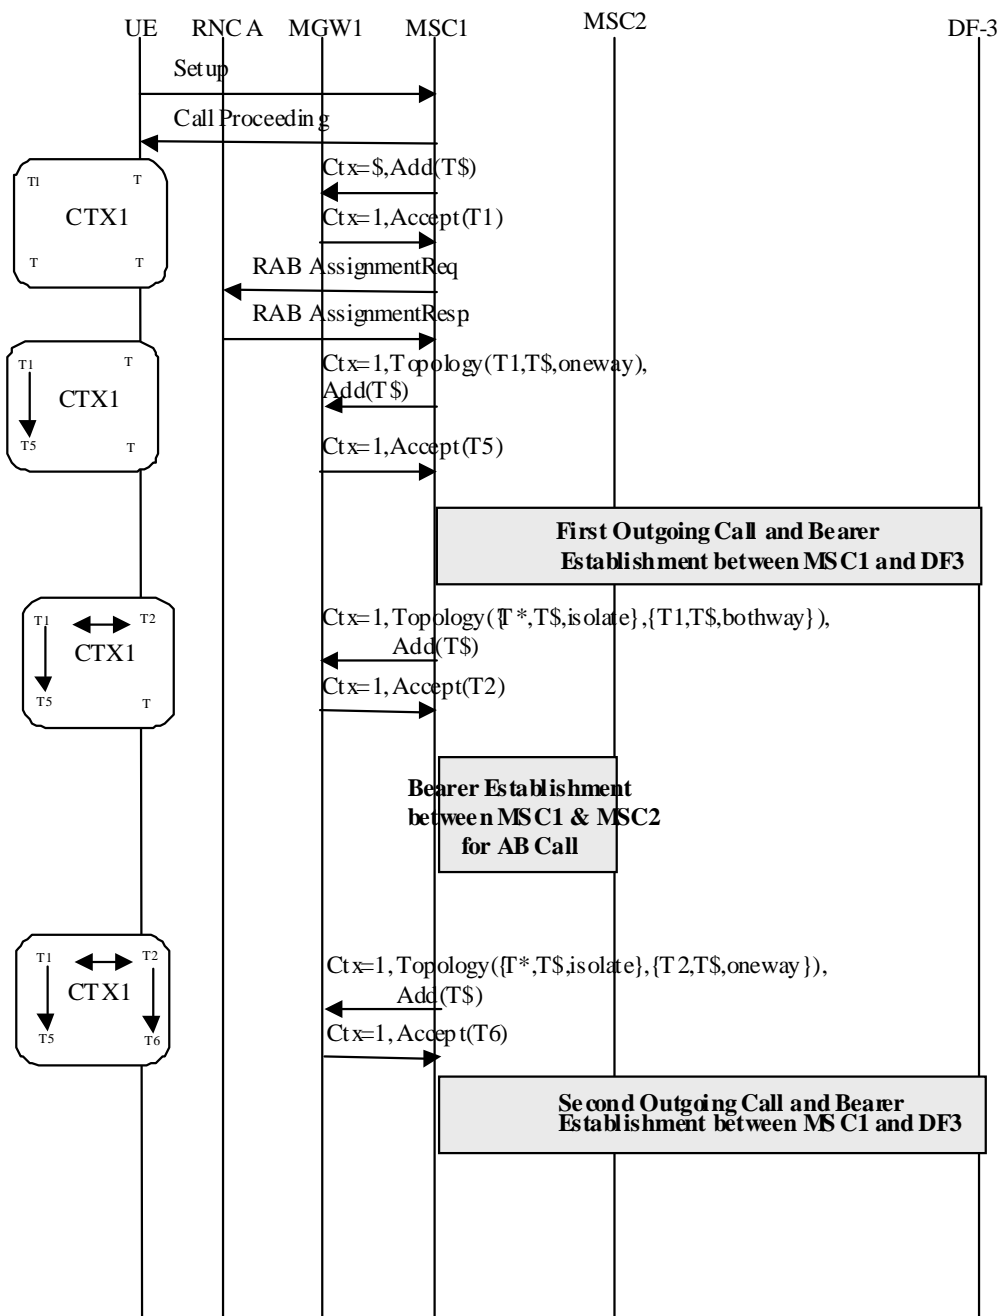 UE RNC A MGW1 MSC1 MSC2 DF-3
Setup
Call Proceeding
Ctx=$,Add(T$)
T1 T
CTX1
T T
Ctx=1,Accept(T1)
RAB AssignmentReq
RAB AssignmentResp
Ctx=1,Topology(T1,T$,oneway),
Add(T$)
T1 T
CTX1
T5 T
Ctx=1,Accept(T5)
First Outgoing Call and Bearer
Establishment between MSC1 and DF3
Ctx=1,Topology({T*,T$,isolate},{T1,T$,bothway}),
Add(T$)
T1 T2
CTX1
T5 T
Ctx=1,Accept(T2)
Bearer Establishment
between MSC1 & MSC2
for AB Call
Ctx=1,Topology({T*,T$,isolate},{T2,T$,oneway}),
Add(T$)
T1 T2
CTX1
T5 T6
Ctx=1,Accept(T6)
Second Outgoing Call and Bearer
Establishment between MSC1 and DF3